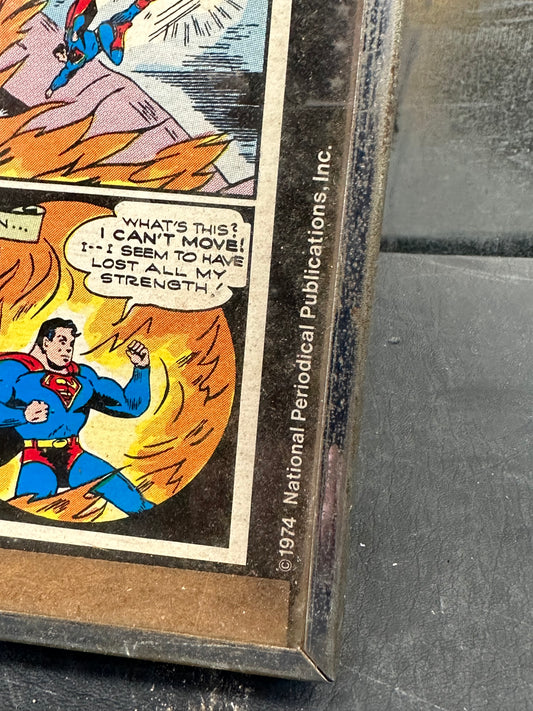 N...
WHAT'S THIS?
I CAN'T MOVE!
I-- I SEEM TO HAVE
LOST ALL MY
STRENGTH!
S
©1974 National Periodical Publications, Inc.